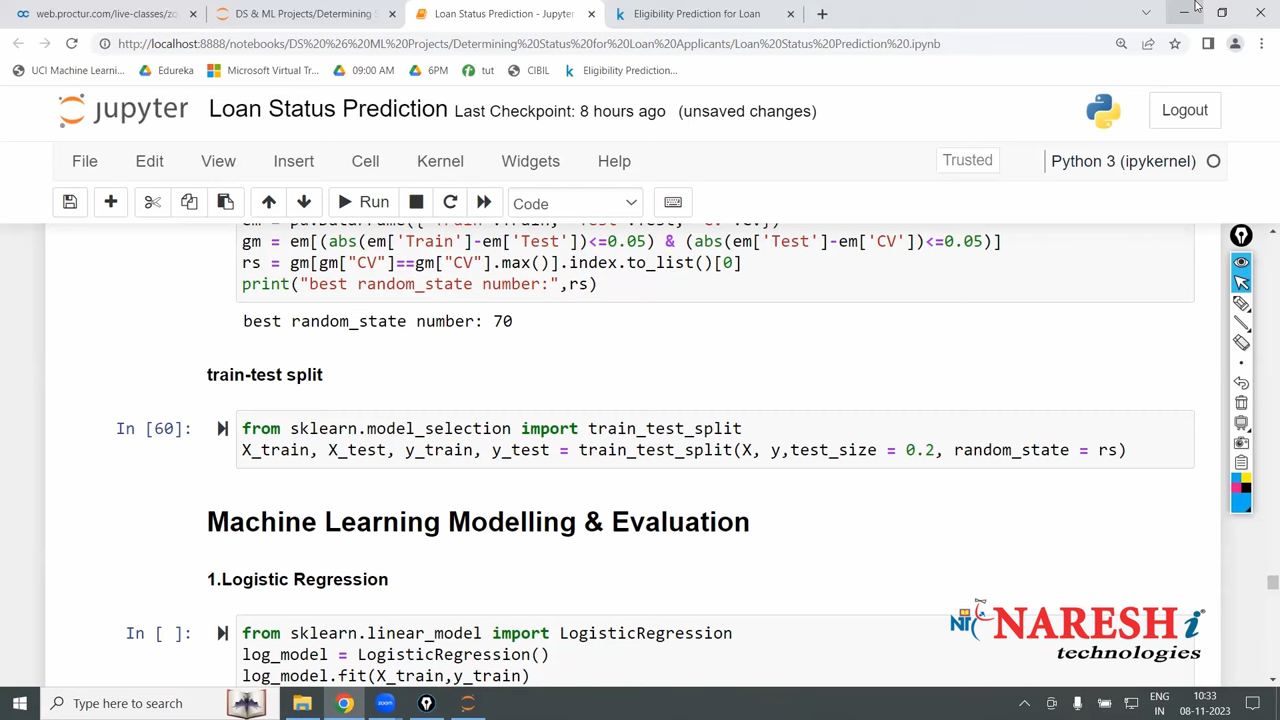 web.proctur.com/live-classes/zo
DS & ML Projects/Determining S
Loan Status Prediction - Jupyter
Eligibility Prediction for Loan
http://localhost:8888/notebooks/DS%20%26%20ML%20Projects/Determining%20Status%20for%20Loan%20Applicants/Loan%20Status%20Prediction%20.ipynb
UCI Machine Learni...
Edureka
Microsoft Virtual Tr...
09:00 AM
6PM
tut
CIBIL
Eligibility Prediction...
jupyter Loan Status Prediction Last Checkpoint: 8 hours ago (unsaved changes)
Logout
File Edit View Insert Cell Kernel Widgets Help
Trusted
Python 3 (ipykernel)
Run
Code
gm = em[(abs(em['Train']-em['Test'])<=0.05) & (abs(em['Test']-em['CV'])<=0.05)]
rs = gm[gm["CV"]==gm["CV"].max()].index.to_list()[0]
print("best random_state number:",rs)
best random_state number: 70
train-test split
In [60]:
from sklearn.model_selection import train_test_split
X_train, X_test, y_train, y_test = train_test_split(X, y,test_size = 0.2, random_state = rs)
Machine Learning Modelling & Evaluation
1.Logistic Regression
In [ ]:
from sklearn.linear_model import LogisticRegression
log_model = LogisticRegression()
log_model.fit(X_train,y_train)
NARESH i
technologies
Type here to search
zoom
ENG
IN
10:33
08-11-2023